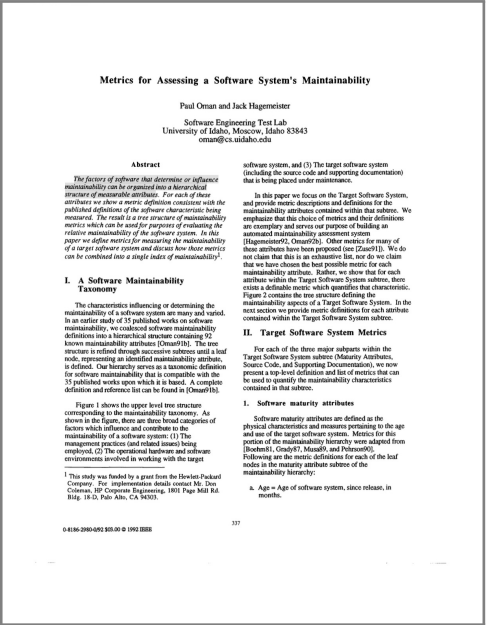 Metrics for Assessing a Software System's Maintainability
Paul Oman and Jack Hagemeister
Software Engineering Test Lab
University of Idaho, Moscow, Idaho 83843
oman@cs.uidaho.edu
Abstract
The factors of software that determine or influence
maintainability can be organized into a hierarchical
structure of measurable attributes. For each of these
attributes we show a metric definition consistent with the
published definitions of the software characteristic being
measured. The result is a tree structure of maintainability
metrics which can be used for purposes of evaluating the
relative maintainability of the software system. In this
paper we define metrics for measuring the maintainability
of a target software system and discuss how those metrics
can be combined into a single index of maintainability1.
I. A Software Maintainability
Taxonomy
The characteristics influencing or determining the
maintainability of a software system are many and varied.
In an earlier study of 35 published works on software
maintainability, we coalesced software maintainability
definitions into a hierarchical structure containing 92
known maintainability attributes [Oman91b]. The tree
structure is refined through successive subtrees until a leaf
node, representing an identified maintainability attribute,
is defined. Our hierarchy serves as a taxonomic definition
for software maintainability that is compatible with the
35 published works upon which it is based. A complete
definition and reference list can be found in [Oman91b].
Figure 1 shows the upper level tree structure
corresponding to the maintainability taxonomy. As
shown in the figure, there are three broad categories of
factors which influence and contribute to the
maintainability of a software system: (1) The
management practices (and related issues) being
employed, (2) The operational hardware and software
environments involved in working with the target
1 This study was funded by a grant from the Hewlett-Packard
Company. For implementation details contact Mr. Don
Coleman, HP Corporate Engineering, 1801 Page Mill Rd.
Bldg. 18-D, Palo Alto, CA 94303.
software system, and (3) The target software system
(including the source code and supporting documentation)
that is being placed under maintenance.
In this paper we focus on the Target Software System,
and provide metric descriptions and definitions for the
maintainability attributes contained within that subtree. We
emphasize that this choice of metrics and their definitions
are exemplary and serves our purpose of building an
automated maintainability assessment system
[Hagemeister92, Oman92b]. Other metrics for many of
these attributes have been proposed (see [Zuse91]). We do
not claim that this is an exhaustive list, nor do we claim
that we have chosen the best possible metric for each
maintainability attribute. Rather, we show that for each
attribute within the Target Software System subtree, there
exists a definable metric which quantifies that characteristic.
Figure 2 contains the tree structure defining the
maintainability aspects of a Target Software System. In the
next section we provide metric definitions for each attribute
contained within the Target Software System subtree.
II. Target Software System Metrics
For each of the three major subparts within the
Target Software System subtree (Maturity Attributes,
Source Code, and Supporting Documentation), we now
present a top-level definition and list of metrics that can
be used to quantify the maintainability characteristics
contained in that subtree.
1. Software maturity attributes
Software maturity attributes are defined as the
physical characteristics and measures pertaining to the age
and use of the target software system. Metrics for this
portion of the maintainability hierarchy were adapted from
[Boehm81, Grady87, Musa89, and Pehrson90].
Following are the metric definitions for each of the leaf
nodes in the maturity attribute subtree of the
maintainability hierarchy:
a. Age = Age of software system, since release, in
months.
337
0-8186-2980-0/92 $03.00 © 1992 IEEE